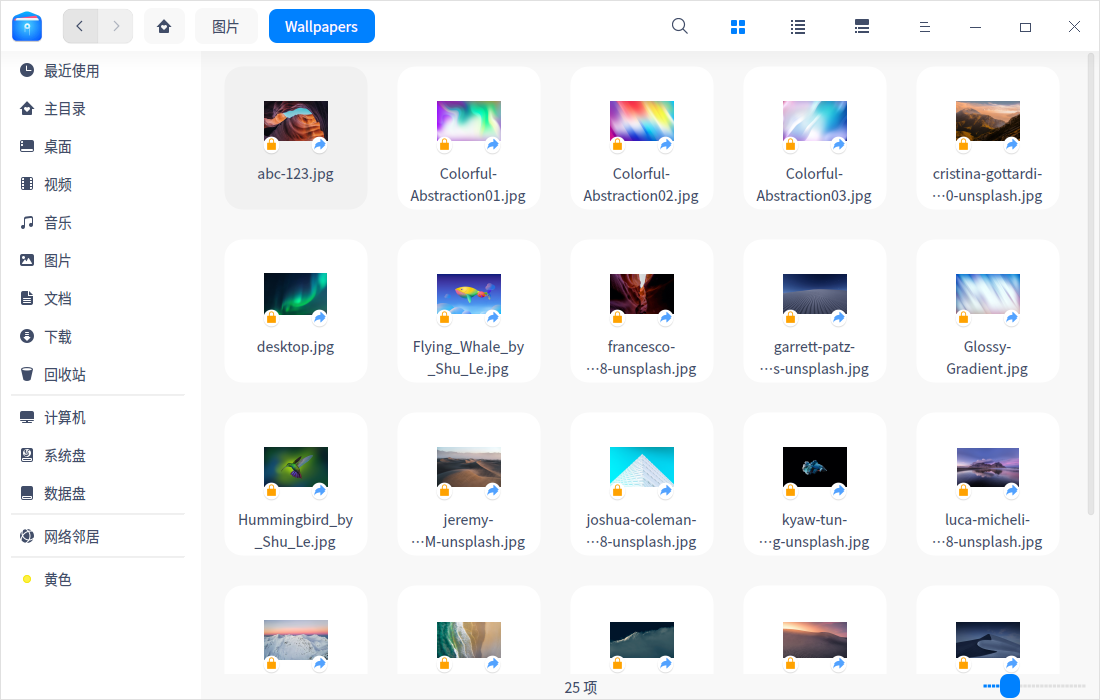 图片
Wallpapers
最近使用
主目录
桌面
视频
音乐
图片
文档
下载
回收站
计算机
系统盘
数据盘
网络邻居
黄色
abc-123.jpg
Colorful-
Abstraction01.jpg
Colorful-
Abstraction02.jpg
Colorful-
Abstraction03.jpg
cristina-gottardi-
···0-unsplash.jpg
desktop.jpg
Flying_Whale_by
_Shu_Le.jpg
francesco-
···8-unsplash.jpg
garrett-patz-
···s-unsplash.jpg
Glossy-
Gradient.jpg
Hummingbird_by
_Shu_Le.jpg
jeremy-
···M-unsplash.jpg
joshua-coleman-
···8-unsplash.jpg
kyaw-tun-
···g-unsplash.jpg
luca-micheli-
···8-unsplash.jpg
25 项